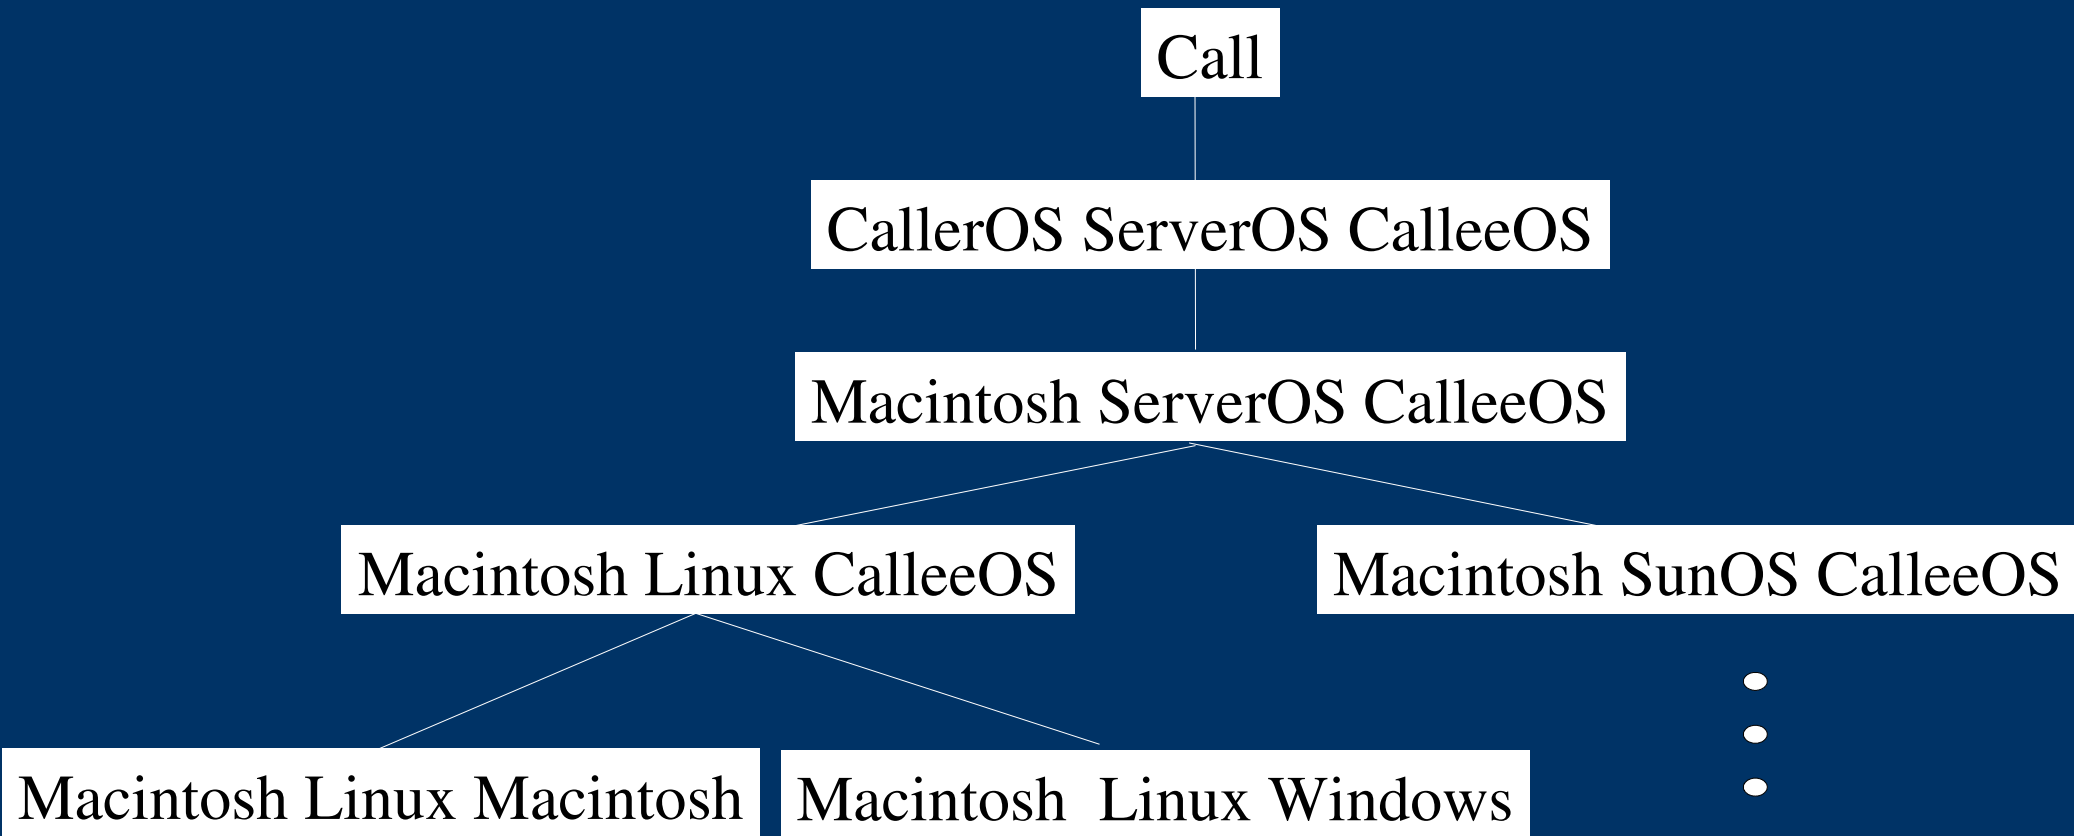 Call
CallerOS ServerOS CalleeOS
Macintosh ServerOS CalleeOS
Macintosh Linux CalleeOS
Macintosh SunOS CalleeOS
Macintosh Linux Macintosh
Macintosh  Linux Windows